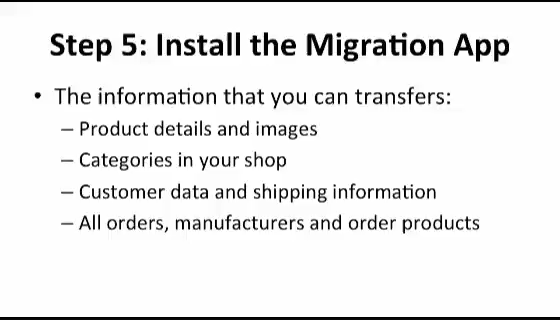 Step 5: Install the Migration App
• The information that you can transfers:
– Product details and images
– Categories in your shop
– Customer data and shipping information
– All orders, manufacturers and order products